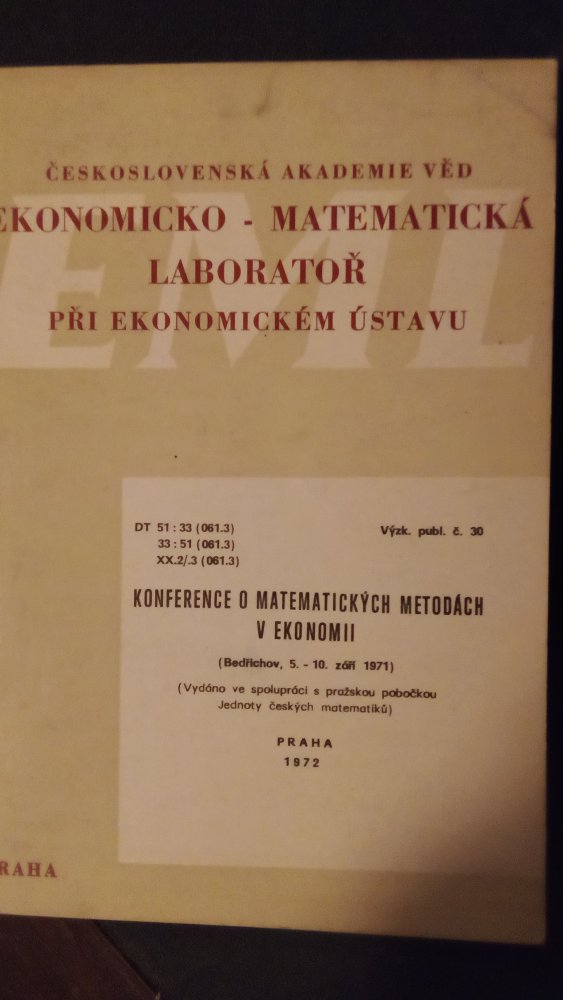 ČESKOSLOVENSKÁ AKADEMIE VĚD
EKONOMICKO - MATEMATICKÁ
LABORATOŘ
PŘI EKONOMICKÉM ÚSTAVU
EML
DT 51 : 33 (061.3)
33 : 51 (061.3)
XX.2/.3 (061.3)
Výzk. publ. č. 30
KONFERENCE O MATEMATICKÝCH METODÁCH
V EKONOMII
(Bedřichov, 5. - 10. září 1971)
(Vydáno ve spolupráci s pražskou pobočkou
Jednoty českých matematiků)
PRAHA
1972
PRAHA